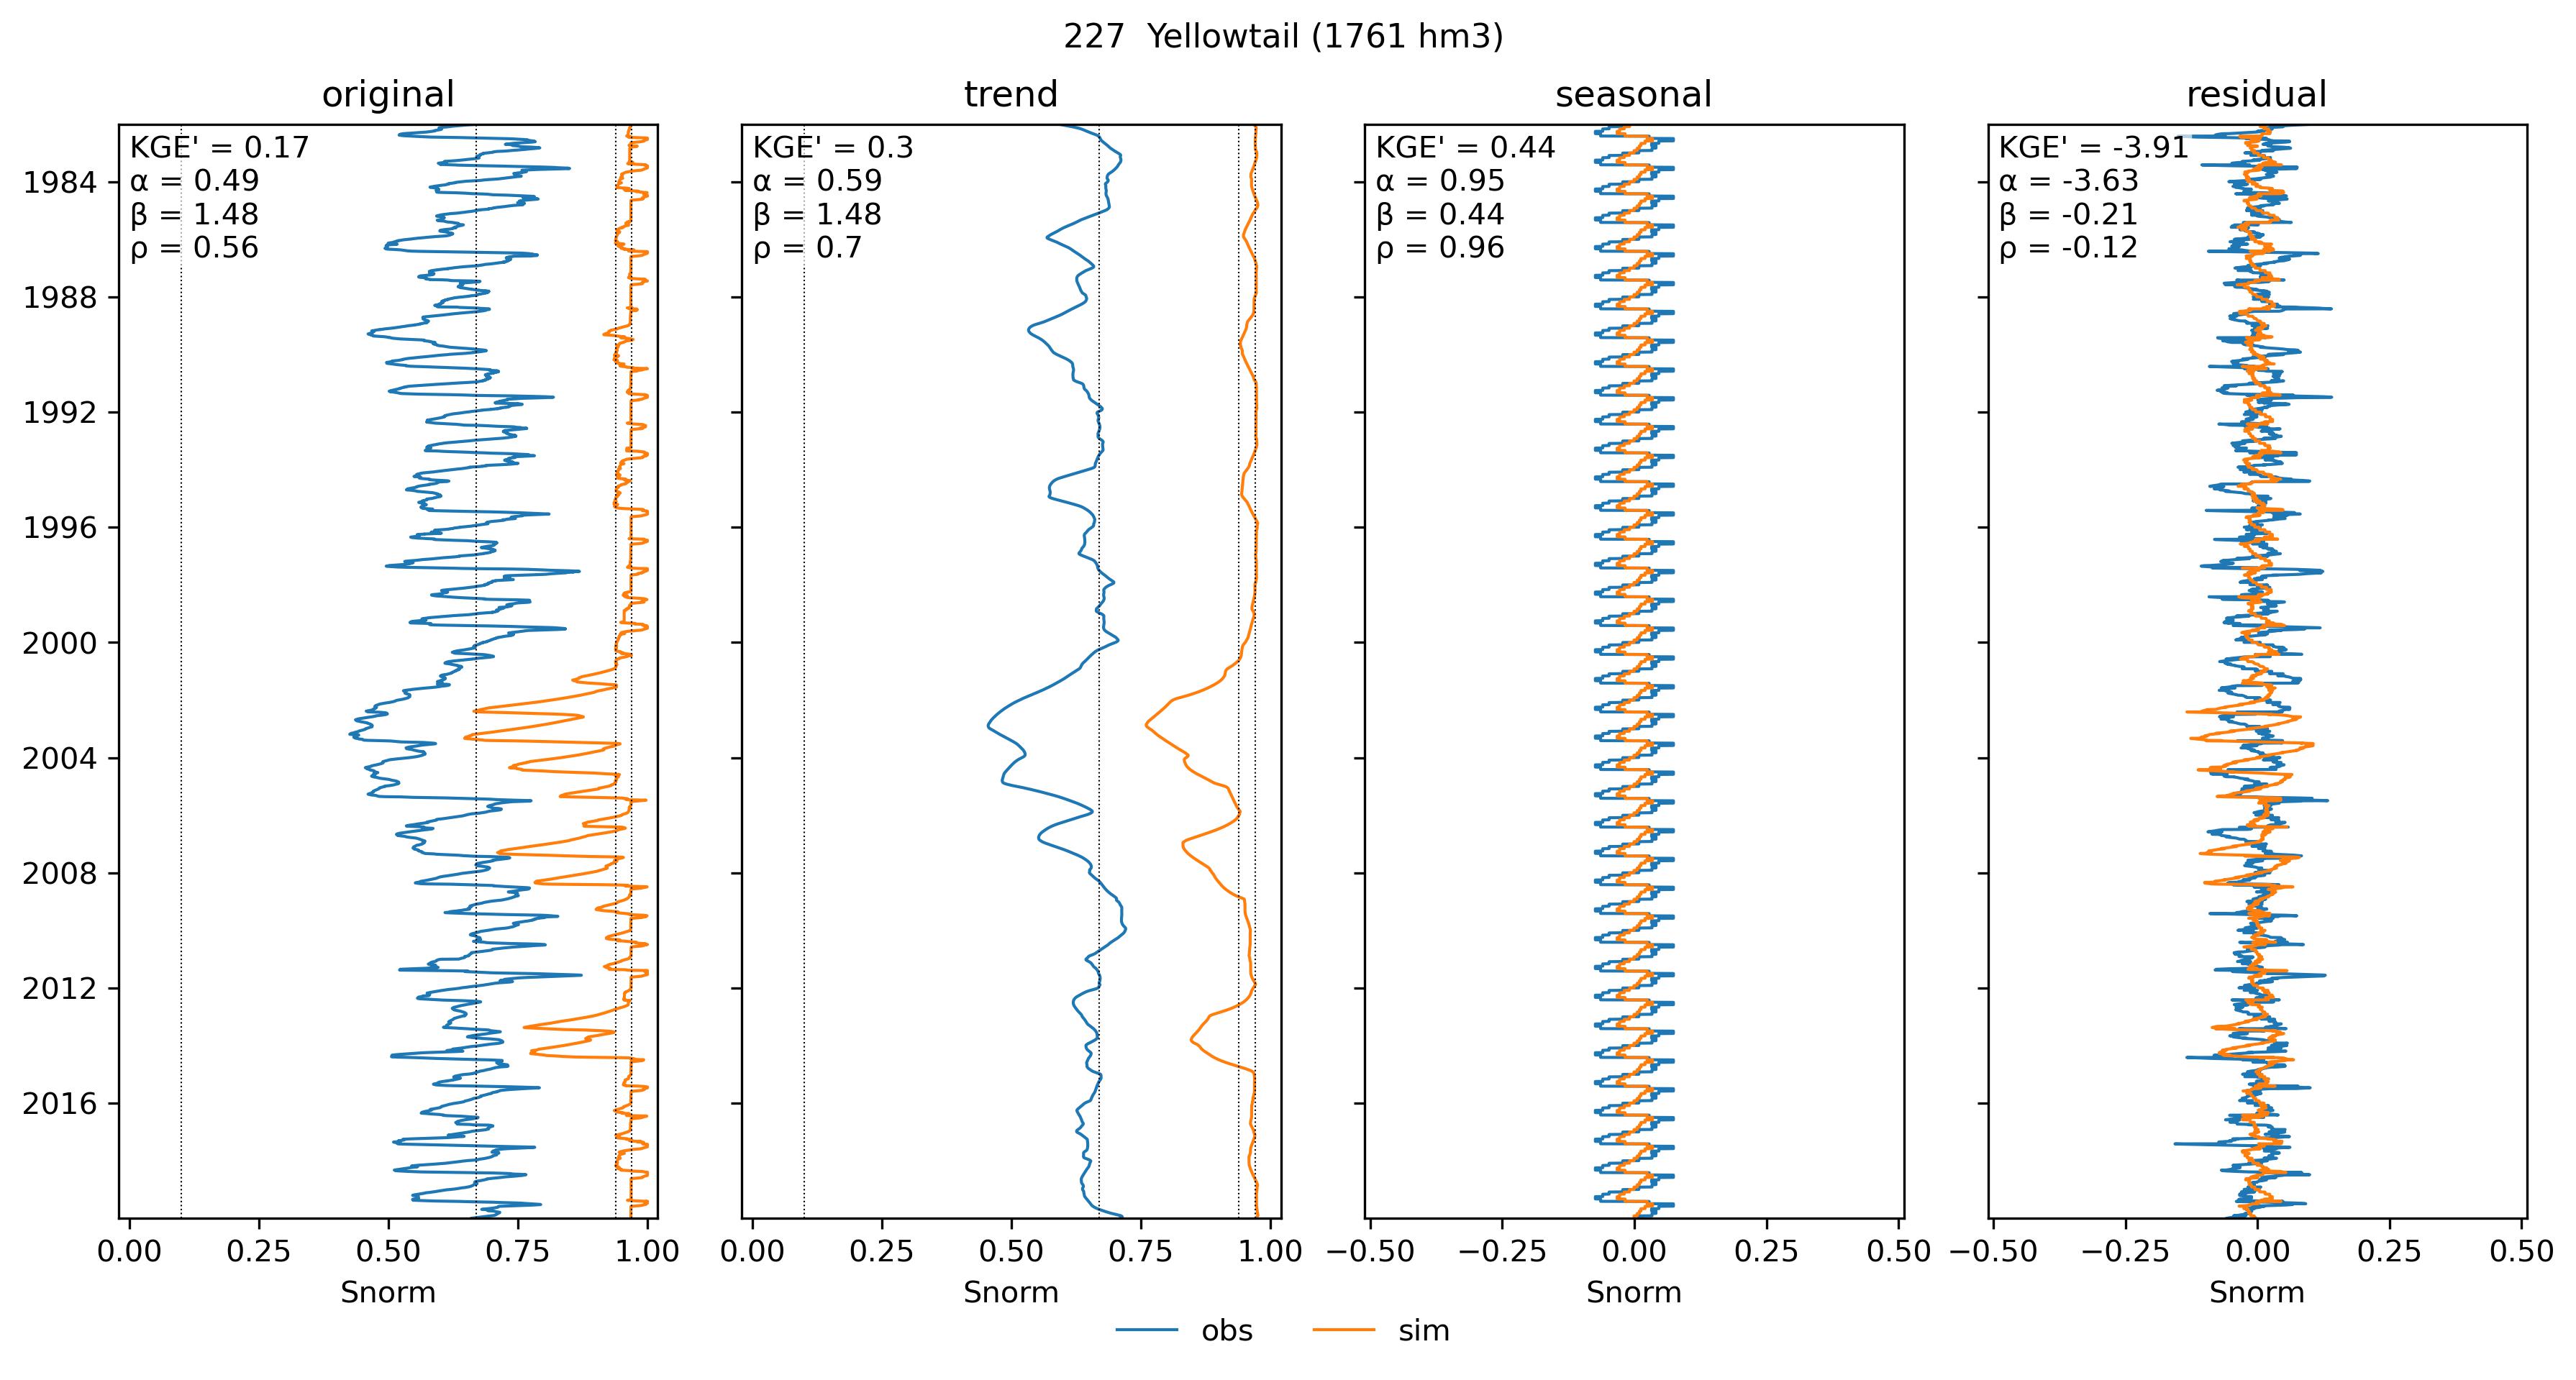 227  Yellowtail (1761 hm3)
original
trend
seasonal
residual
KGE' = 0.17
α = 0.49
β = 1.48
ρ = 0.56
KGE' = 0.3
α = 0.59
β = 1.48
ρ = 0.7
KGE' = 0.44
α = 0.95
β = 0.44
ρ = 0.96
KGE' = -3.91
α = -3.63
β = -0.21
ρ = -0.12
1984
1988
1992
1996
2000
2004
2008
2012
2016
0.00 0.25 0.50 0.75 1.00
0.00 0.25 0.50 0.75 1.00
−0.50 −0.25 0.00 0.25 0.50
−0.50 −0.25 0.00 0.25 0.50
Snorm
Snorm
Snorm
Snorm
obs
sim